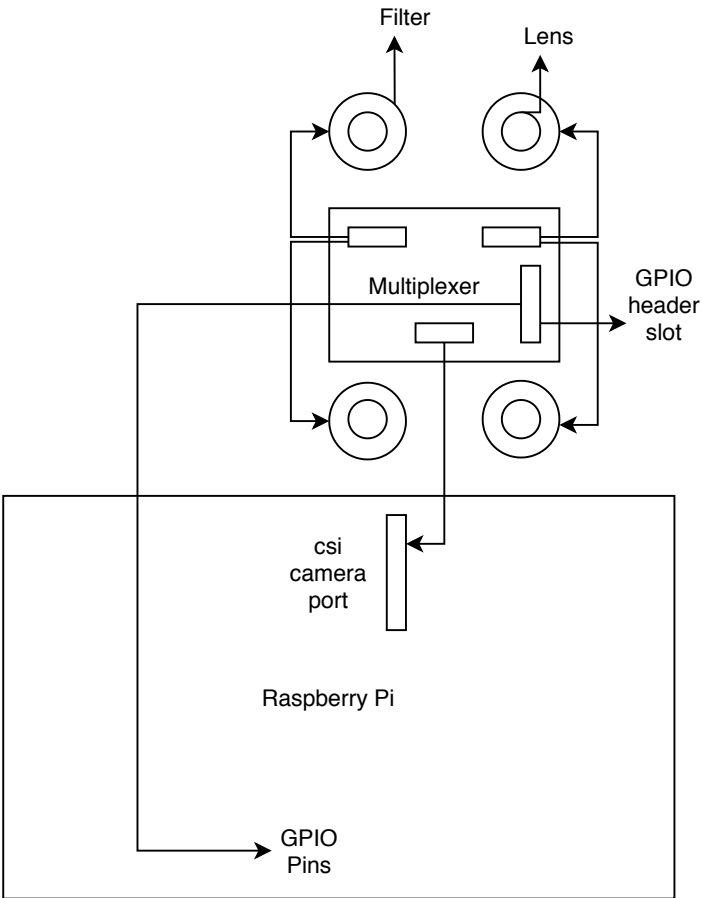 Filter
Lens
Multiplexer
GPIO
header
slot
csi
camera
port
Raspberry Pi
GPIO
Pins